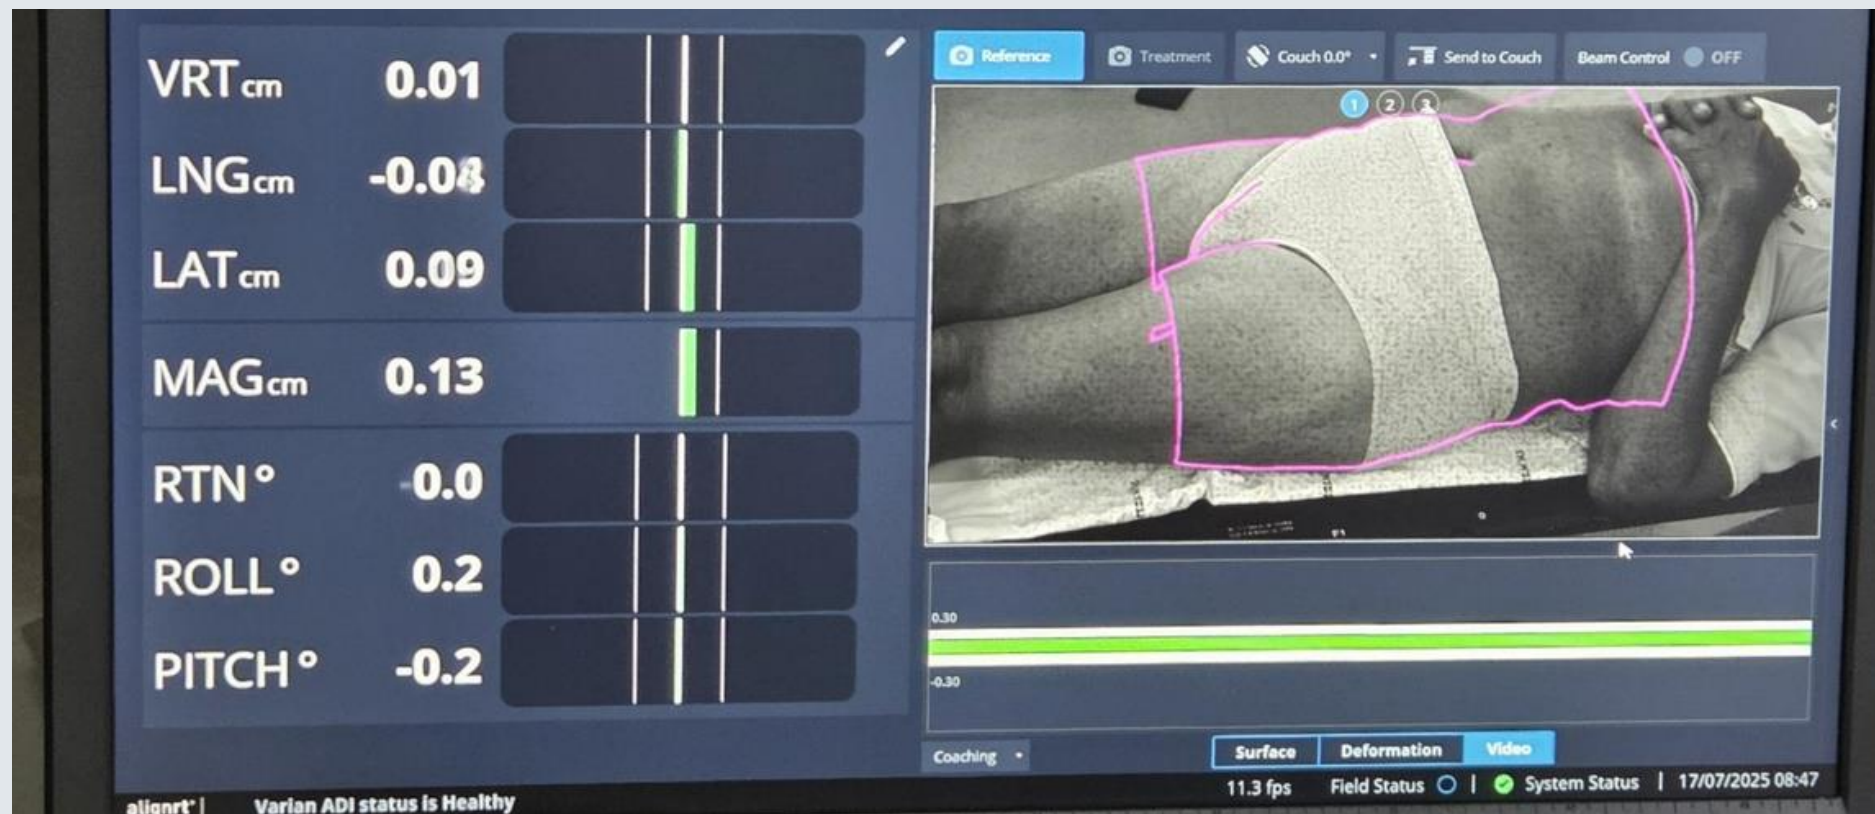 VRT cm 0.01
LNG cm
LAT cm 0.09
MAG cm 0.13
RTN° -0.0
ROLL° 0.2
PITCH° -0.2
Reference Treatment Couch 0.0° Send to Couch Beam Control OFF
1 2 3
0.30
-0.30
Coaching
Surface Deformation Video
11.3 fps Field Status | System Status | 17/07/2025 08:47
alignrt | Varian ADI status is Healthy